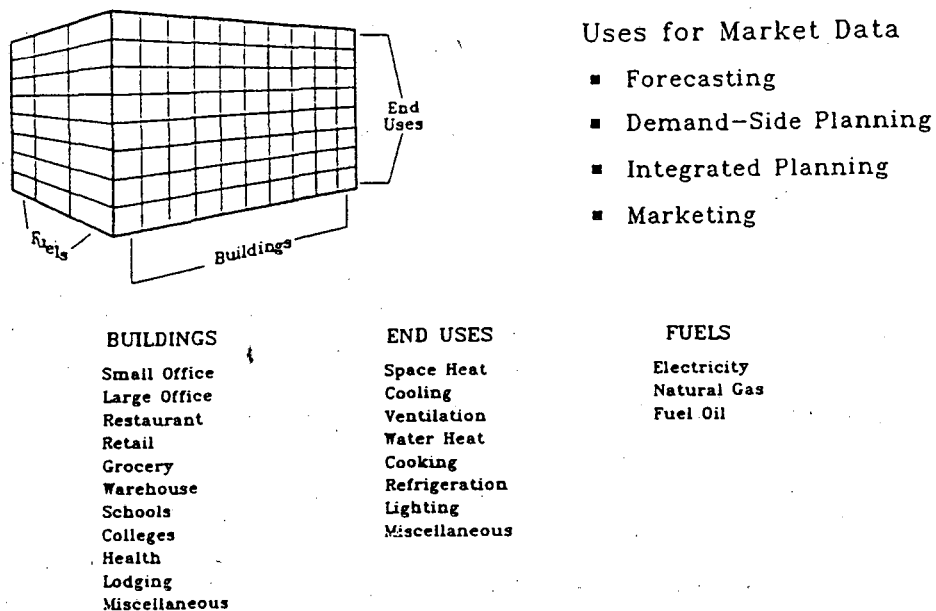 Uses for Market Data
■ Forecasting
■ Demand-Side Planning
■ Integrated Planning
■ Marketing
End
Uses
Fuels
Buildings
BUILDINGS
Small Office
Large Office
Restaurant
Retail
Grocery
Warehouse
Schools
Colleges
Health
Lodging
Miscellaneous
END USES
Space Heat
Cooling
Ventilation
Water Heat
Cooking
Refrigeration
Lighting
Miscellaneous
FUELS
Electricity
Natural Gas
Fuel Oil